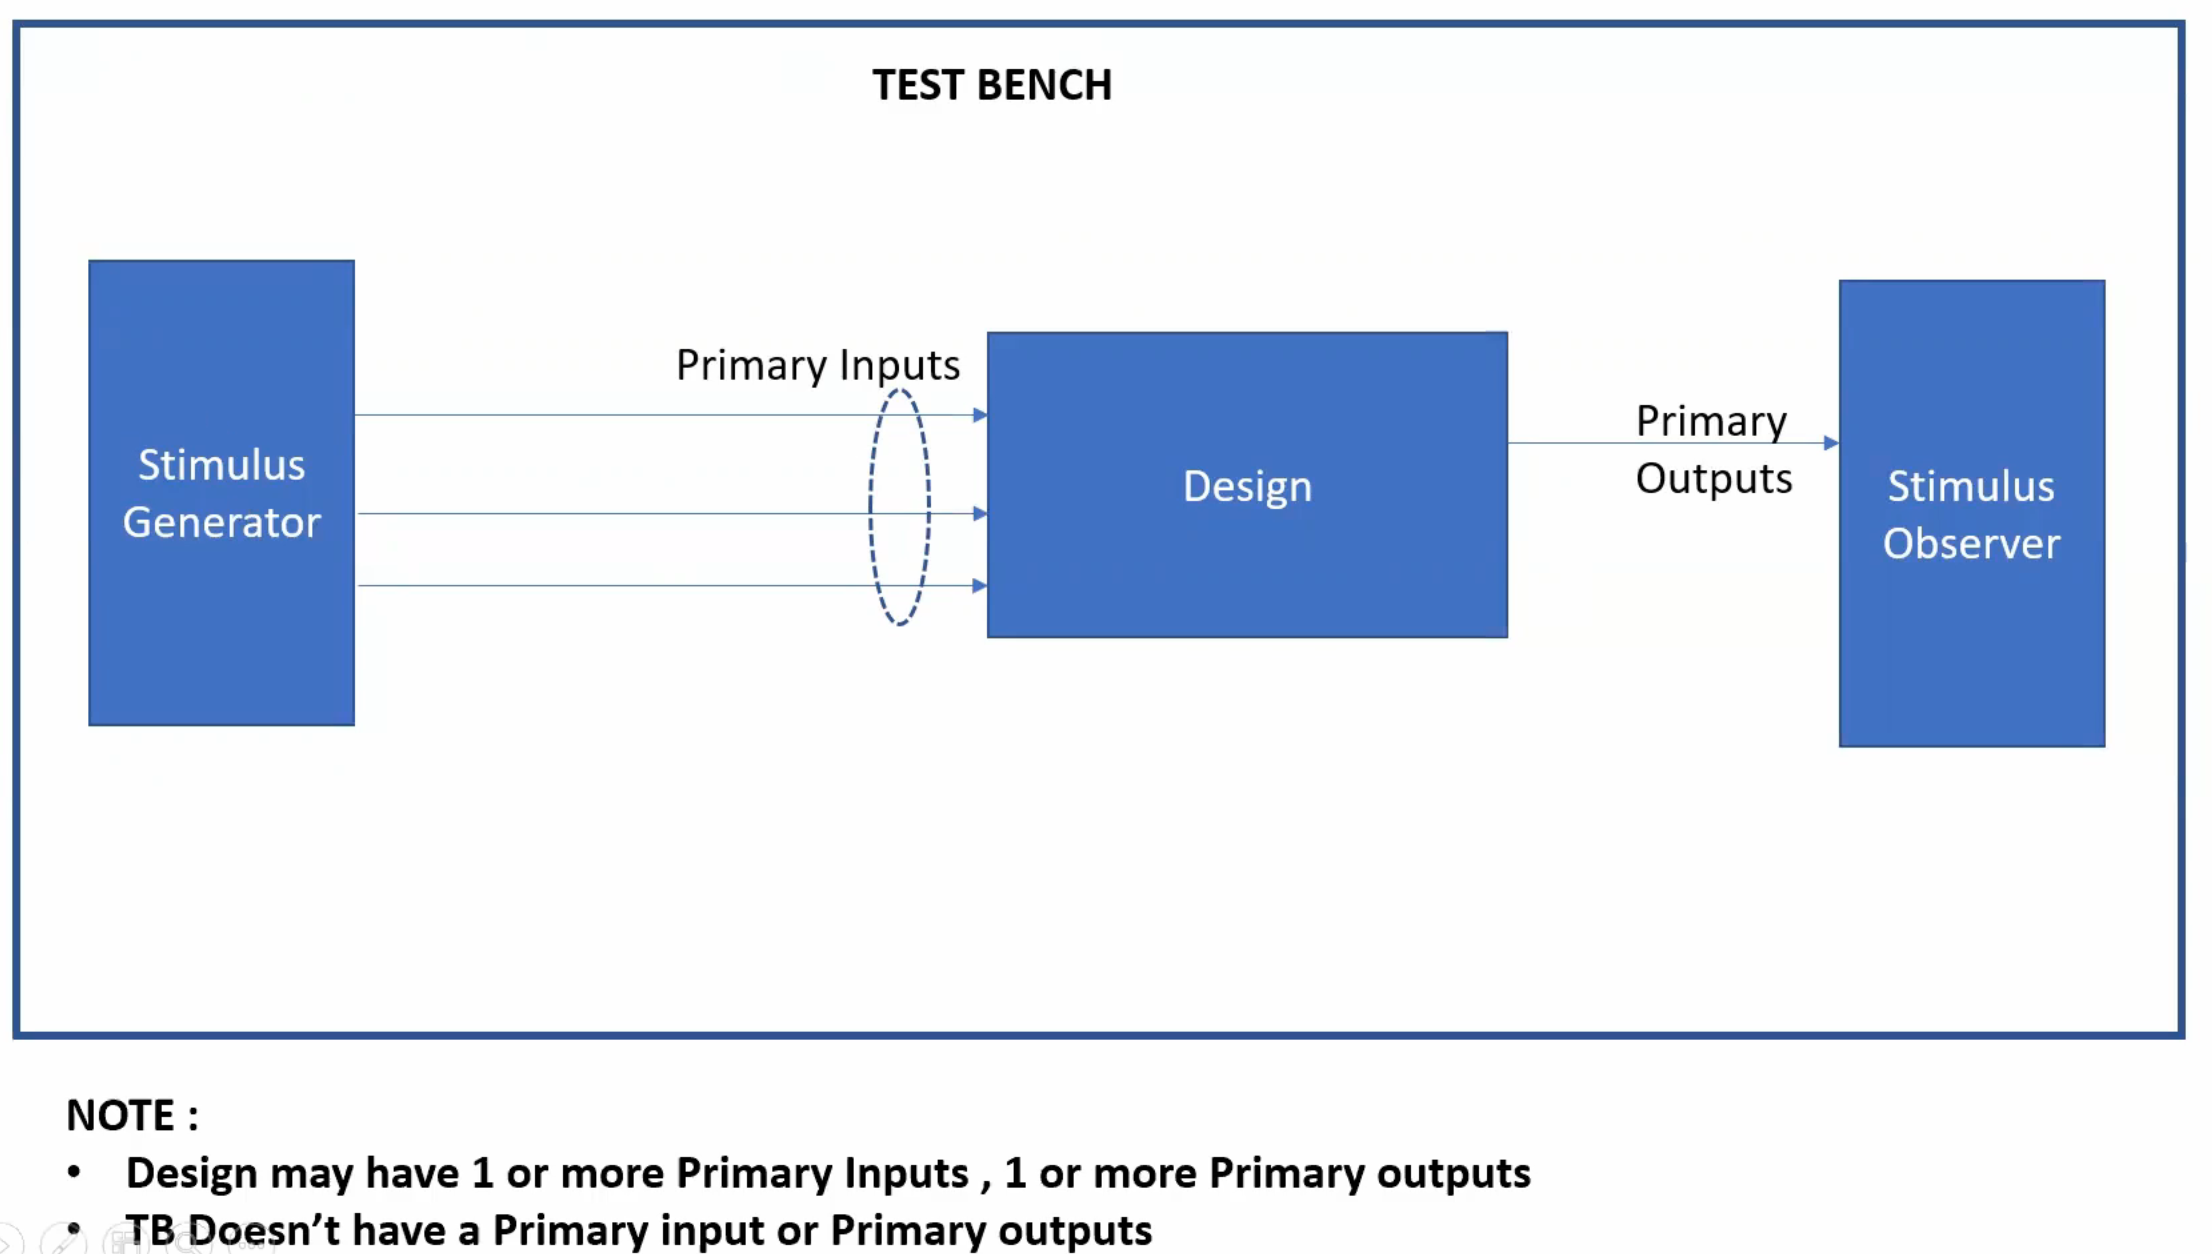 TEST BENCH
Primary Inputs
Stimulus
Generator
Design
Primary
Outputs
Stimulus
Observer
NOTE :
• Design may have 1 or more Primary Inputs , 1 or more Primary outputs
• TB Doesn’t have a Primary input or Primary outputs